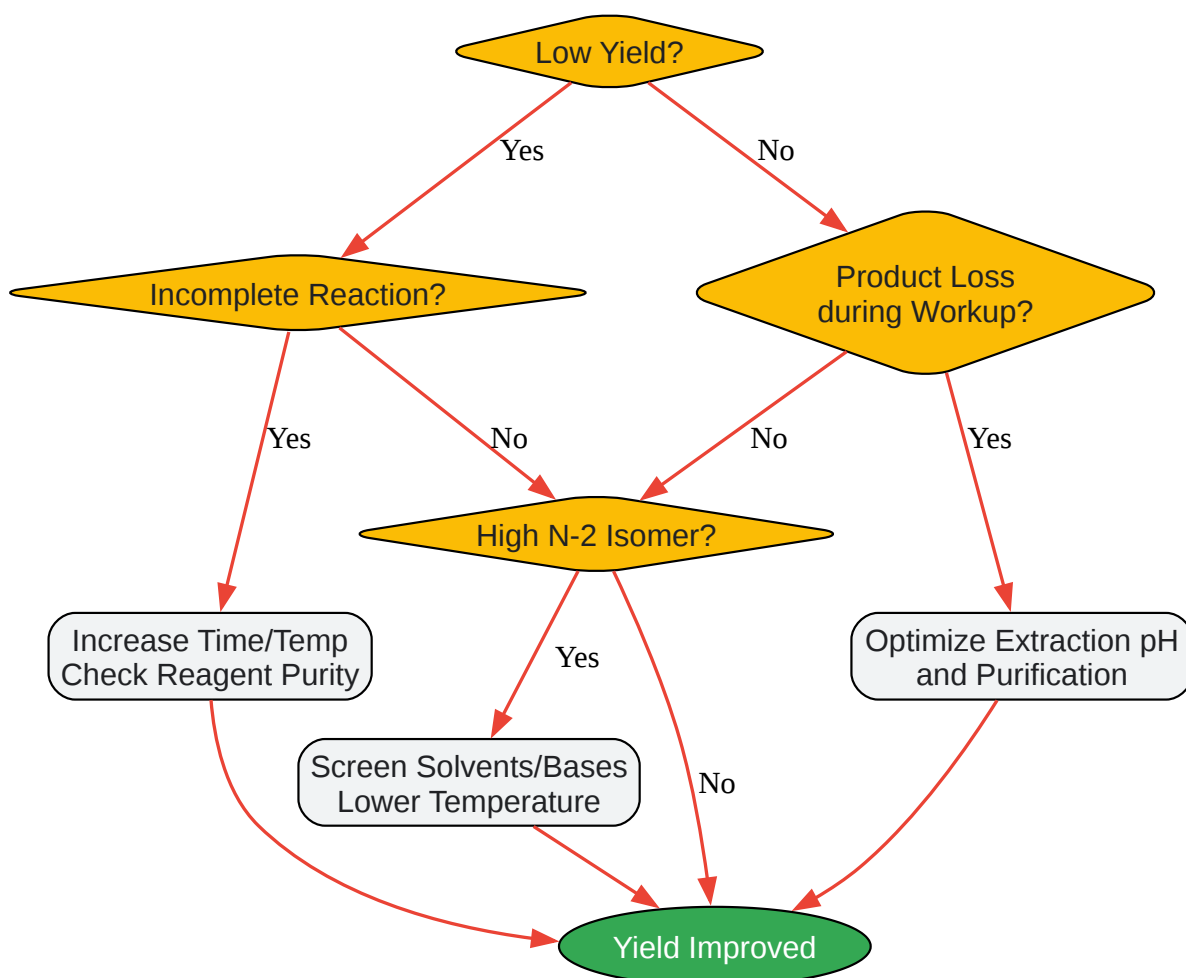 Low Yield?
Yes
No
Incomplete Reaction?
Product Loss
during Workup?
Yes
No
No
Yes
High N-2 Isomer?
Increase Time/Temp
Check Reagent Purity
Yes
Optimize Extraction pH
and Purification
Screen Solvents/Bases
Lower Temperature
No
Yield Improved